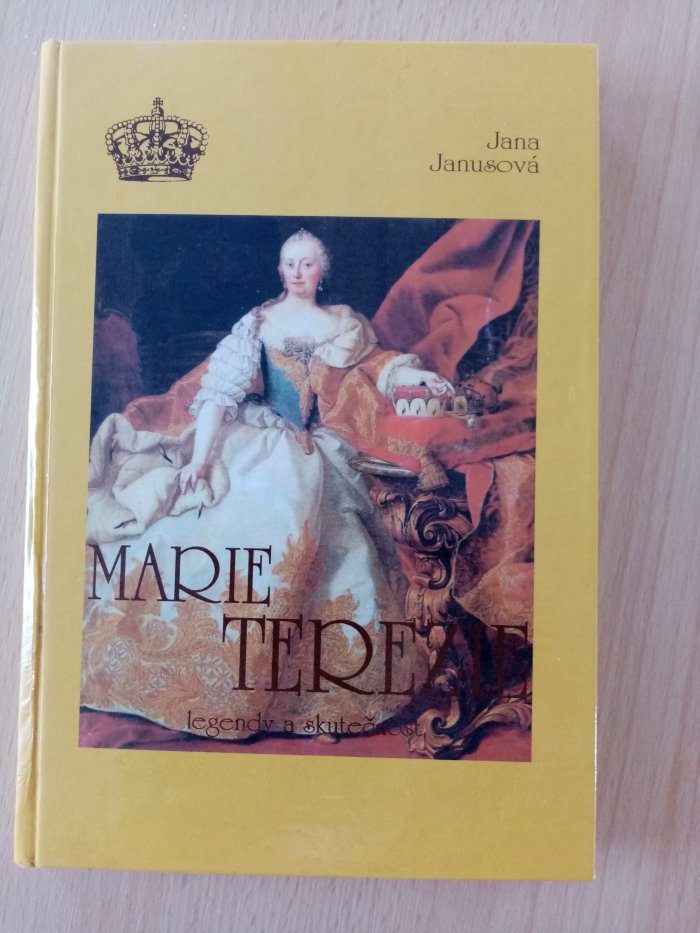 Jana
Janusová
MARIE
TEREZIE
legendy a skutečnost